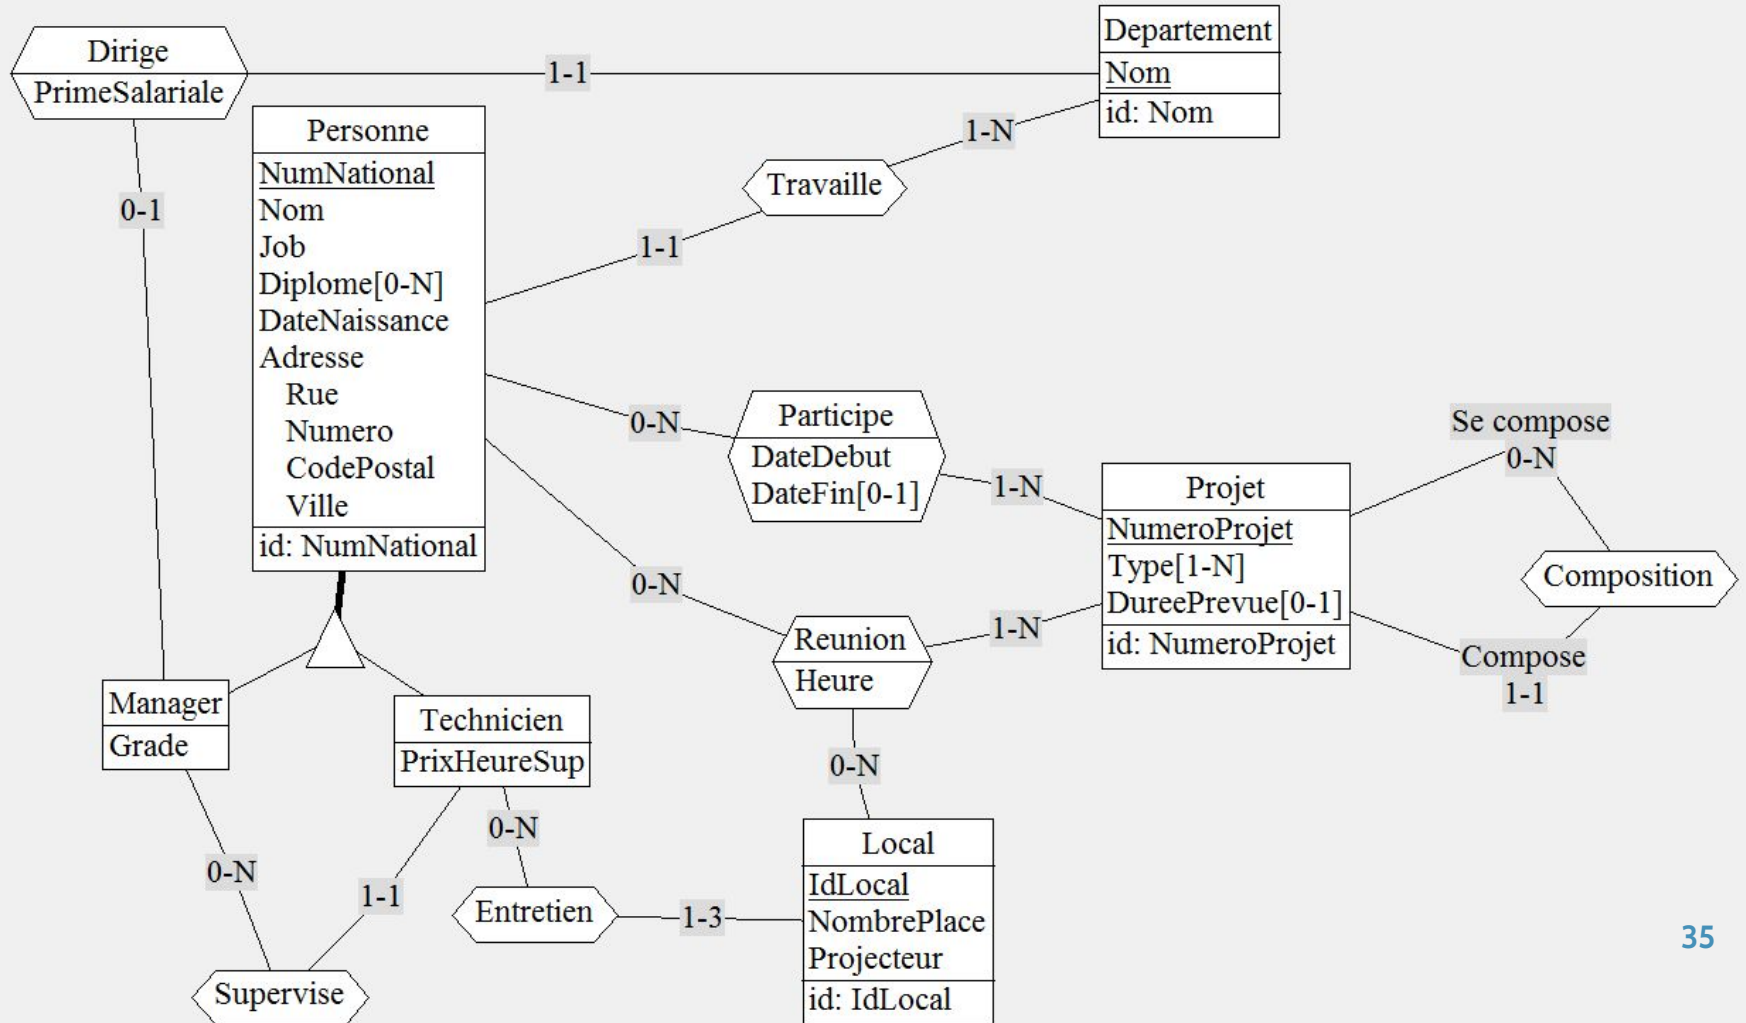 Dirige
PrimeSalariale
1-1
Departement
Nom
id: Nom
0-1
Personne
NumNational
Nom
Job
Diplome[0-N]
DateNaissance
Adresse
Rue
Numero
CodePostal
Ville
id: NumNational
1-N
Travaille
1-1
0-N
Participe
DateDebut
DateFin[0-1]
1-N
Projet
NumeroProjet
Type[1-N]
DureePrevue[0-1]
id: NumeroProjet
Se compose
0-N
Composition
Compose
1-1
0-N
Reunion
Heure
1-N
0-N
Manager
Grade
Technicien
PrixHeureSup
0-N
1-1
0-N
Entretien
1-3
Local
IdLocal
NombrePlace
Projecteur
id: IdLocal
Supervise
35